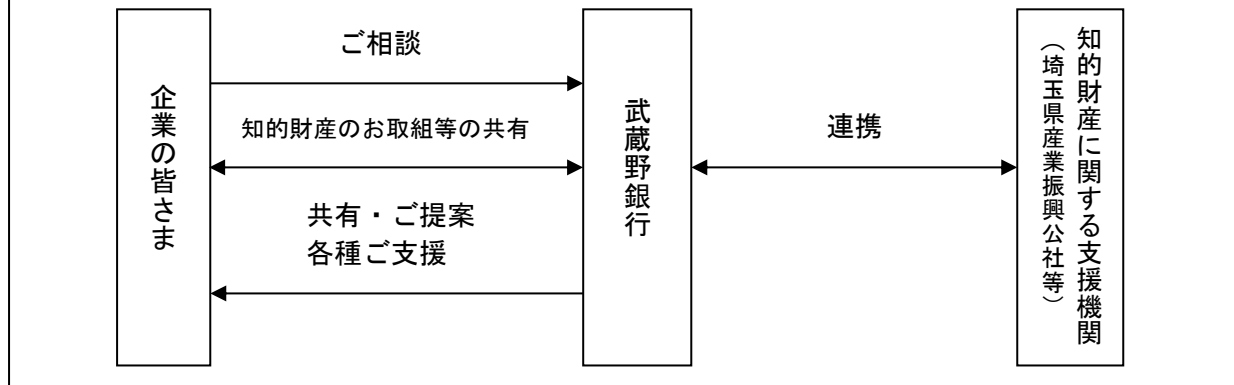 企業の皆さま
ご相談
知的財産のお取組等の共有
共有・ご提案
各種ご支援
武蔵野銀行
連携
知的財産に関する支援機関
（埼玉県産業振興公社等）